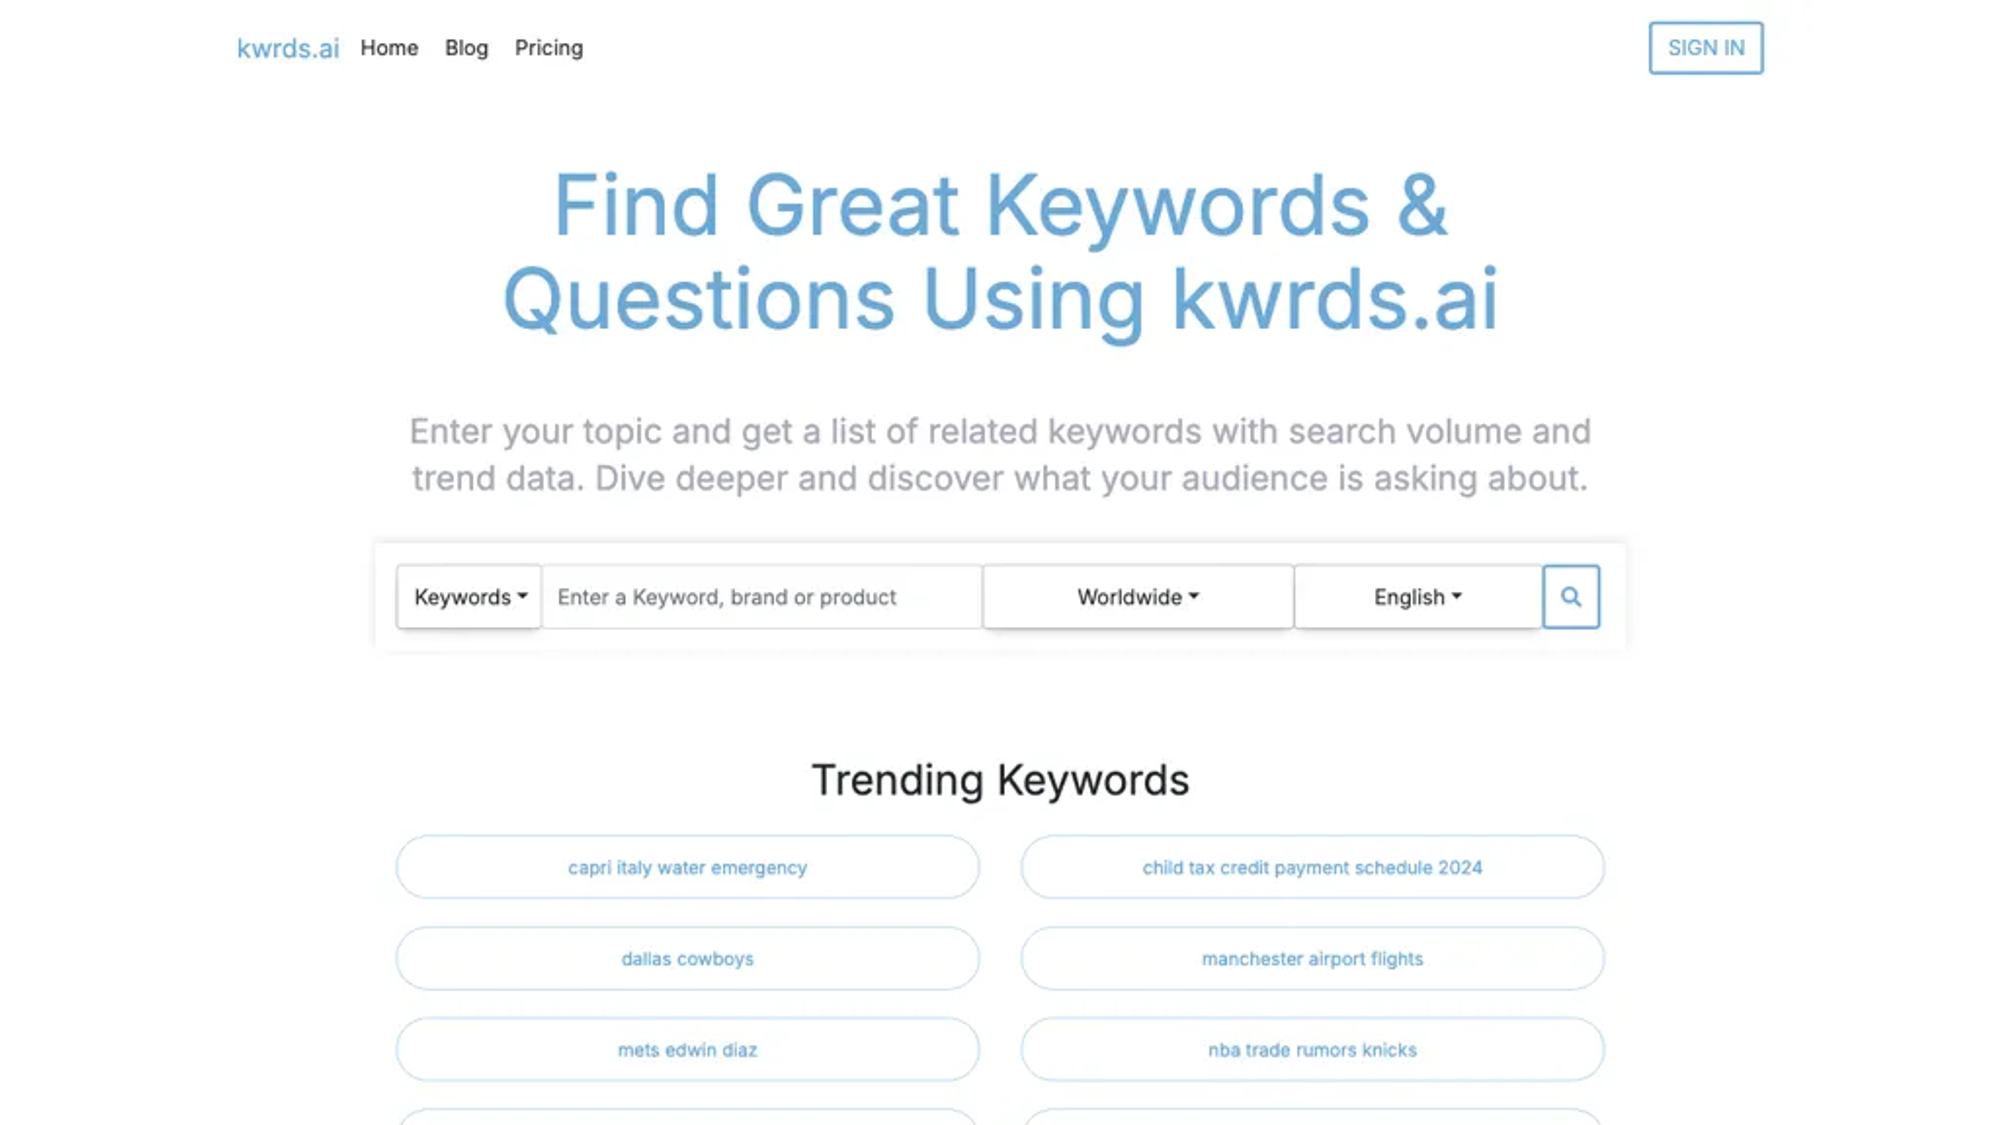 kwrds.ai Home Blog Pricing SIGN IN
Find Great Keywords &
Questions Using kwrds.ai
Enter your topic and get a list of related keywords with search volume and
trend data. Dive deeper and discover what your audience is asking about.
Keywords Enter a Keyword, brand or product Worldwide English
Trending Keywords
capri italy water emergency child tax credit payment schedule 2024
dallas cowboys manchester airport flights
mets edwin diaz nba trade rumors knicks